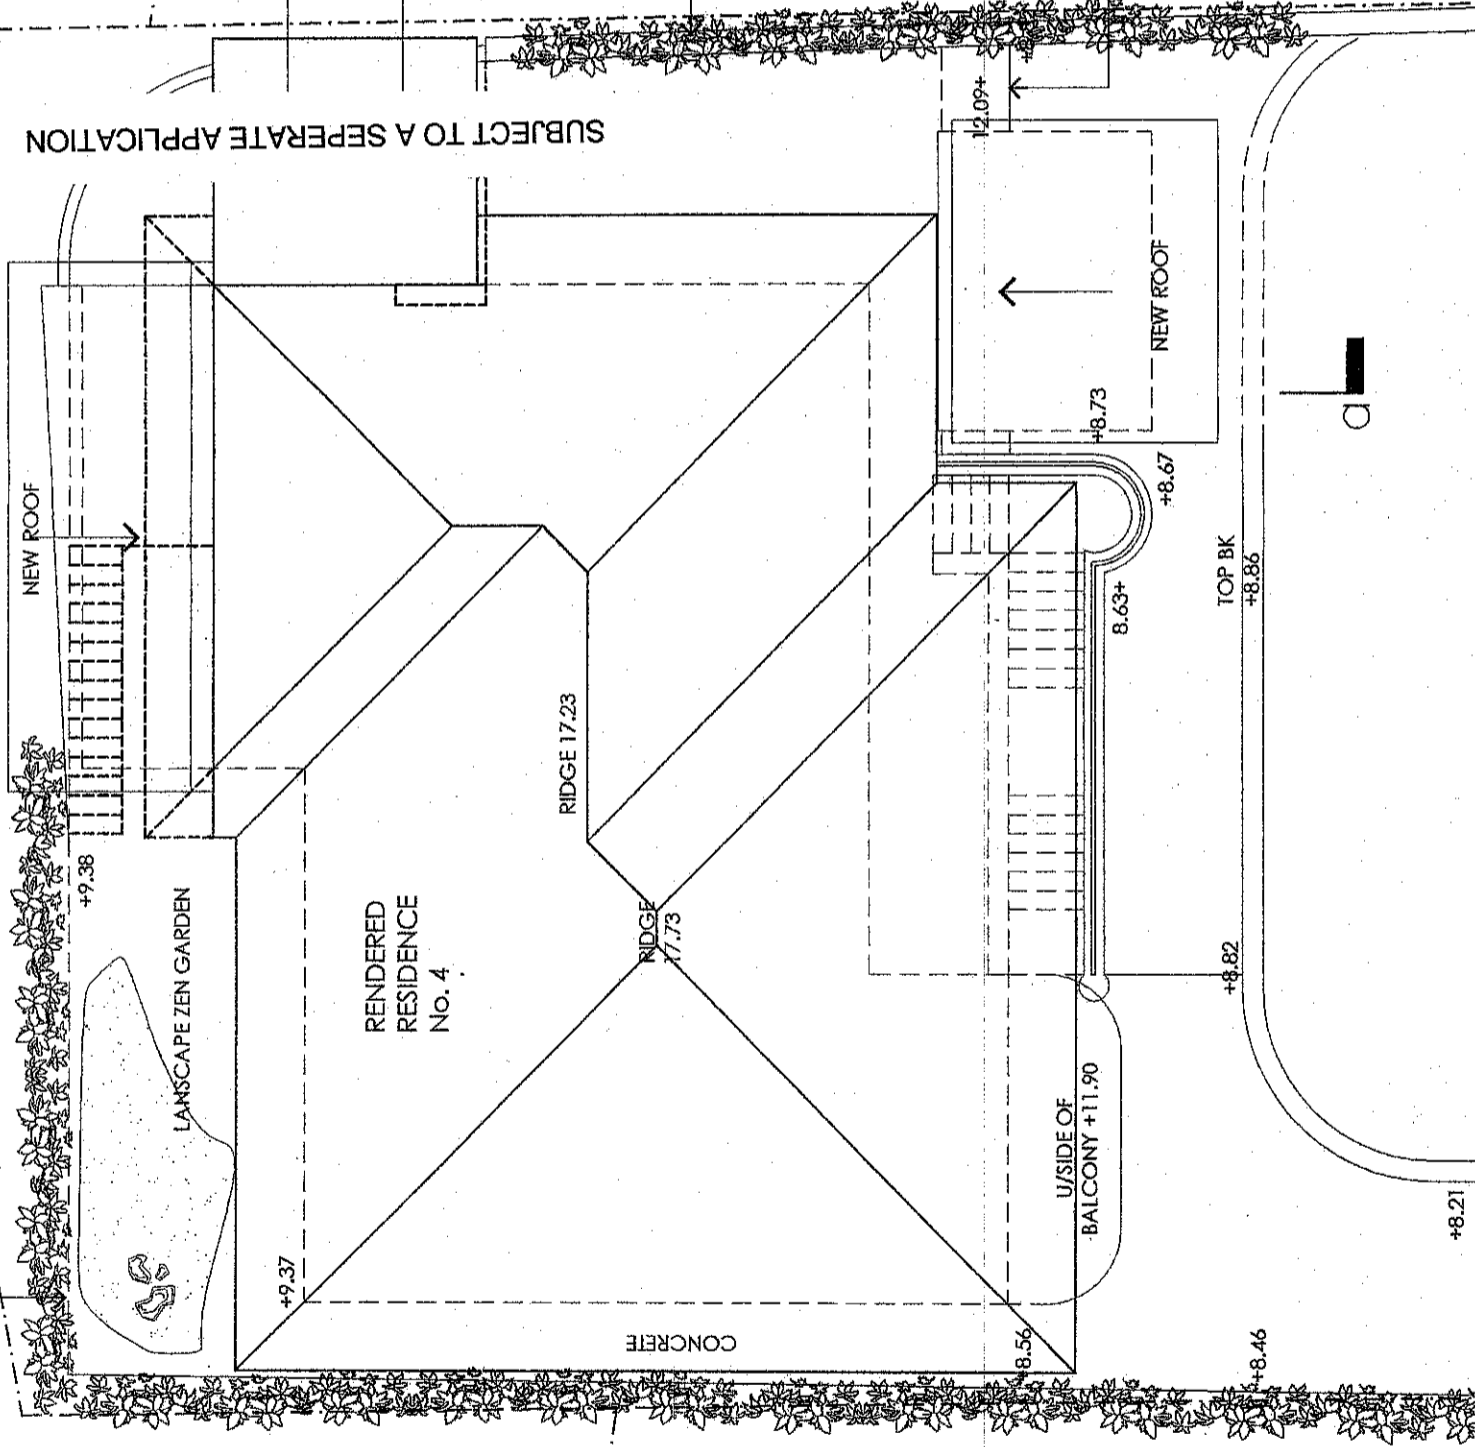 SUBJECT TO A SEPERATE APPLICATION
NEW ROOF
+9.38
LANSCAPE ZEN GARDEN
RENDERED
RESIDENCE
No. 4
RIDGE 17.23
RIDGE
17.73
+9.37
CONCRETE
12.09+
NEW ROOF
+8.73
+8.67
8.63+
TOP BK
+8.86
+8.82
U/SIDE OF
BALCONY +11.90
+8.56
+8.46
+8.21
a